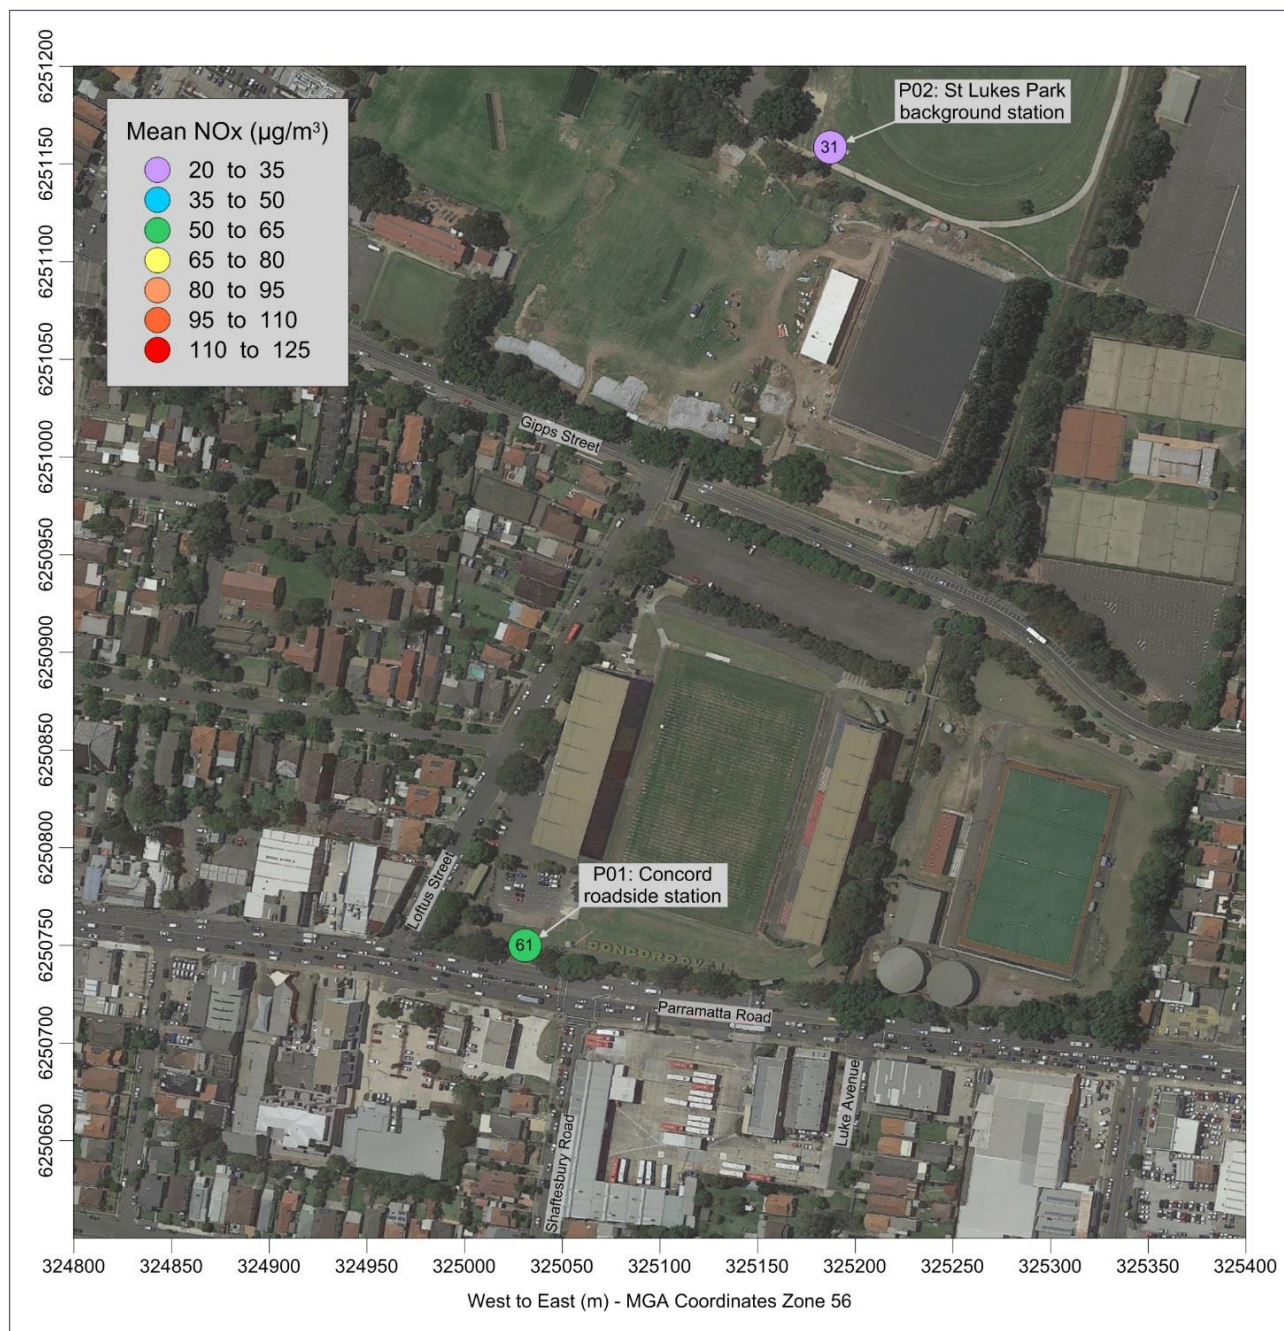 6251200
6251150
6251100
6251050
6251000
6250950
6250900
6250850
6250800
6250750
6250700
6250650
Mean NOx (µg/m³)
20 to 35
35 to 50
50 to 65
65 to 80
80 to 95
95 to 110
110 to 125
P02: St Lukes Park
background station
31
Gipps Street
P01: Concord
roadside station
Loftus Street
61
CONCORD OVAL
Parramatta Road
Luke Avenue
Shaftesbury Road
324800 324850 324900 324950 325000 325050 325100 325150 325200 325250 325300 325350 325400
West to East (m) - MGA Coordinates Zone 56